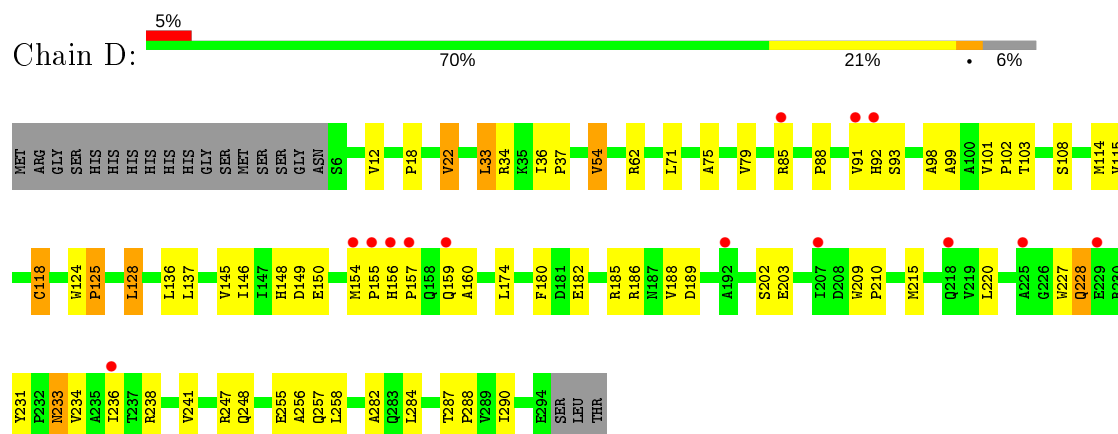 5%
Chain D:
70% 21% • 6%
MET ARG GLY SER HIS HIS HIS HIS HIS HIS GLY SER MET SER SER GLY ASN S6 V12 P18 V22 L33 R34 K35 I36 P37 V54 R62 L71 A75 V79 R85 P88 V91 H92 S93 A98 A99 A100 V101 P102 T103 S108 M114 V115
C118 W124 P125 L128 L136 L137 V145 I146 I147 H148 D149 E150 M154 P155 H156 P157 Q158 Q159 A160 L174 F180 D181 E182 R185 R186 N187 V188 D189 A192 S202 E203 I207 D208 W209 P210 M215 Q218 V219 L220 A225 G226 W227 Q228 E229 R230
Y231 P232 N233 V234 A235 I236 T237 R238 V241 R247 Q248 E255 A256 Q257 L258 A282 Q283 L284 T287 P288 V289 I290 E294 SER LEU THR